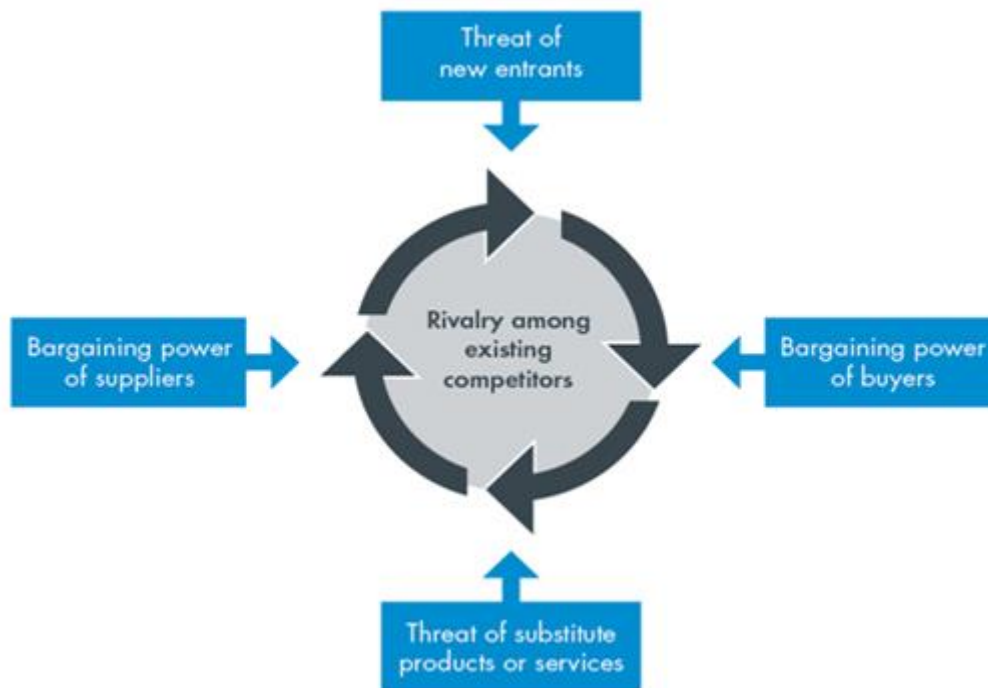 Threat of
new entrants
Bargaining power
of suppliers
Rivalry among
existing
competitors
Bargaining power
of buyers
Threat of substitute
products or services